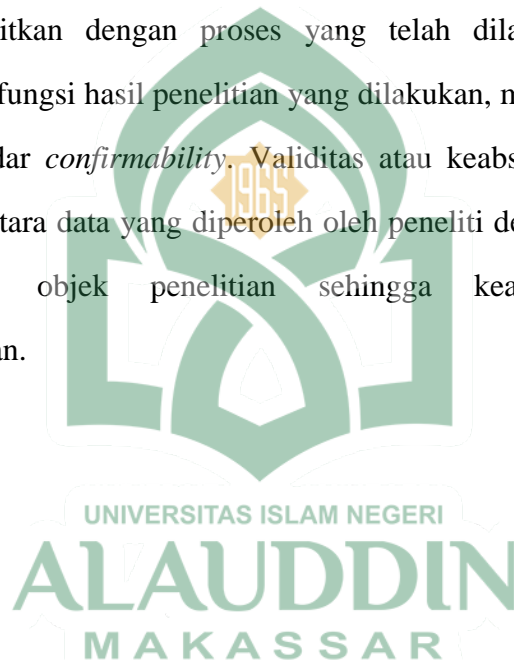 itkan dengan proses yang telah dila
fungsi hasil penelitian yang dilakukan, n
dar confirmability. Validitas atau keabs
tara data yang diperoleh oleh peneliti de
objek penelitian sehingga kea
an.
1965
UNIVERSITAS ISLAM NEGERI
ALAUDDIN
MAKASSAR